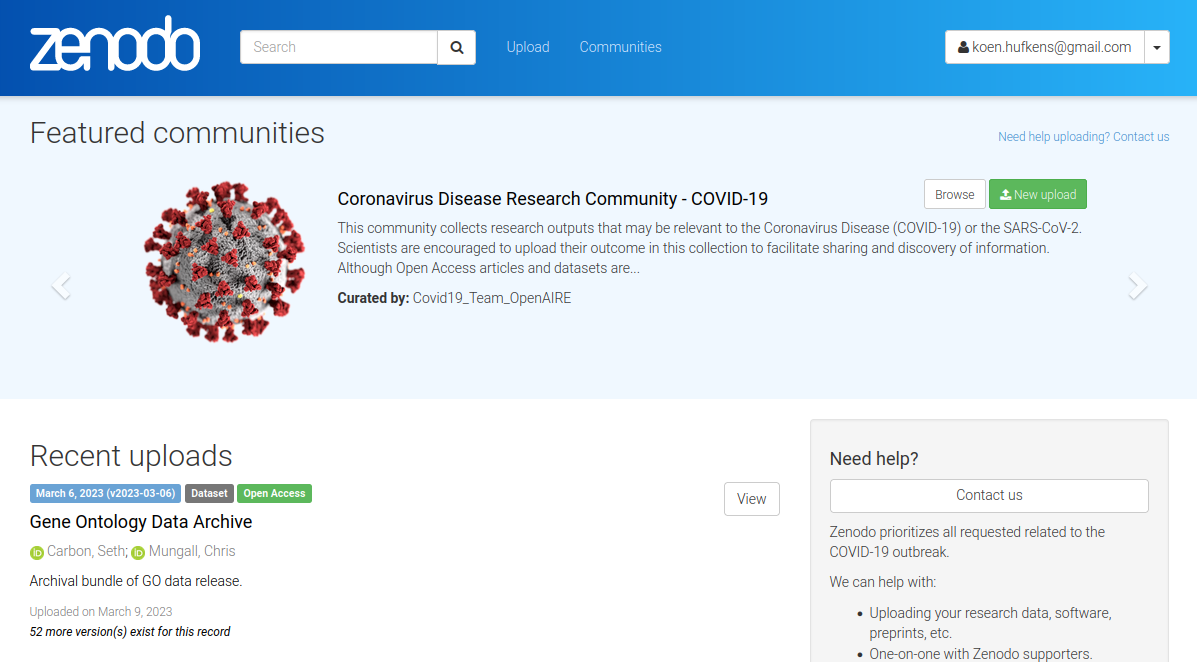 zenodo
Search
Upload
Communities
koen.hufkens@gmail.com
Featured communities
Need help uploading? Contact us
Coronavirus Disease Research Community - COVID-19
Browse
New upload
This community collects research outputs that may be relevant to the Coronavirus Disease (COVID-19) or the SARS-CoV-2.
Scientists are encouraged to upload their outcome in this collection to facilitate sharing and discovery of information.
Although Open Access articles and datasets are...
Curated by: Covid19_Team_OpenAIRE
Recent uploads
March 6, 2023 (v2023-03-06) Dataset Open Access
View
Gene Ontology Data Archive
iD Carbon, Seth; iD Mungall, Chris
Archival bundle of GO data release.
Uploaded on March 9, 2023
52 more version(s) exist for this record
Need help?
Contact us
Zenodo prioritizes all requested related to the
COVID-19 outbreak.
We can help with:
• Uploading your research data, software,
preprints, etc.
• One-on-one with Zenodo supporters.